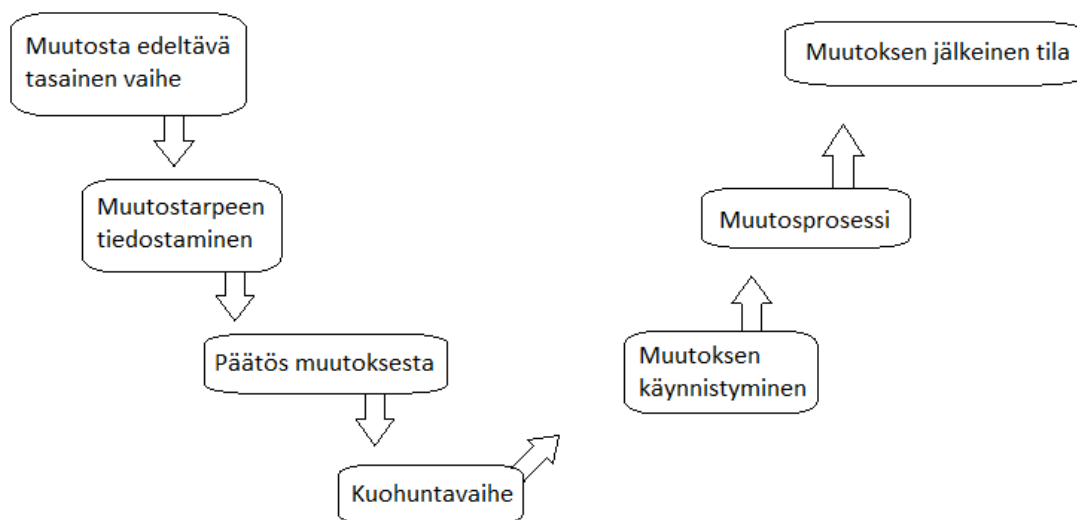 Muutosta edeltävä
tasainen vaihe
Muutostarpeen
tiedostaminen
Päätös muutoksesta
Kuohuntavaihe
Muutoksen
käynnistyminen
Muutosprosessi
Muutoksen jälkeinen tila